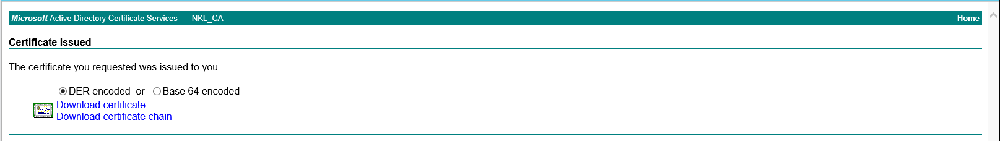 Microsoft Active Directory Certificate Services -- NKL_CA Home
Certificate Issued
The certificate you requested was issued to you.
DER encoded or Base 64 encoded
Download certificate
Download certificate chain